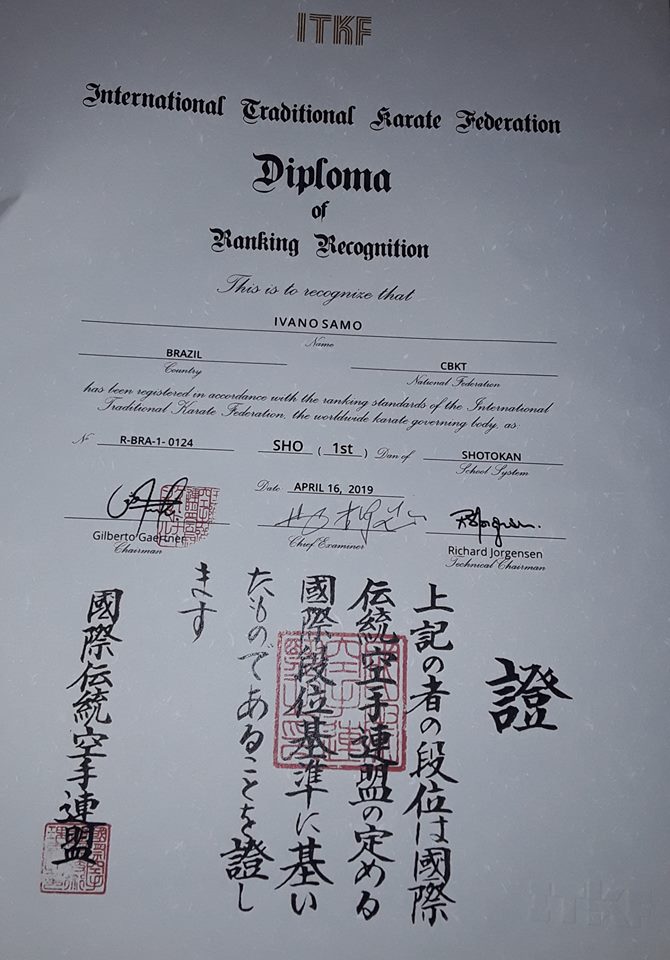 ITKF
International Traditional Karate Federation
Diploma
of
Ranking Recognition
This is to recognize that
IVANO SAMO
Name
BRAZIL
CBKT
Country
National Federation
has been registered in accordance with the ranking standards of the International
Traditional Karate Federation, the worldwide karate governing body, as
Nº R-BRA-1- 0124 SHO ( 1st ) Dan of SHOTOKAN
School System
Date APRIL 16, 2019
Gilberto Gaertner
Chairman
Chief Examiner
Richard Jorgensen
Technical Chairman
證
上記の者の段位は國際
伝統空手連盟の定める
國際段位基準に基い
たものであることを證し
ます
國際伝統空手連盟